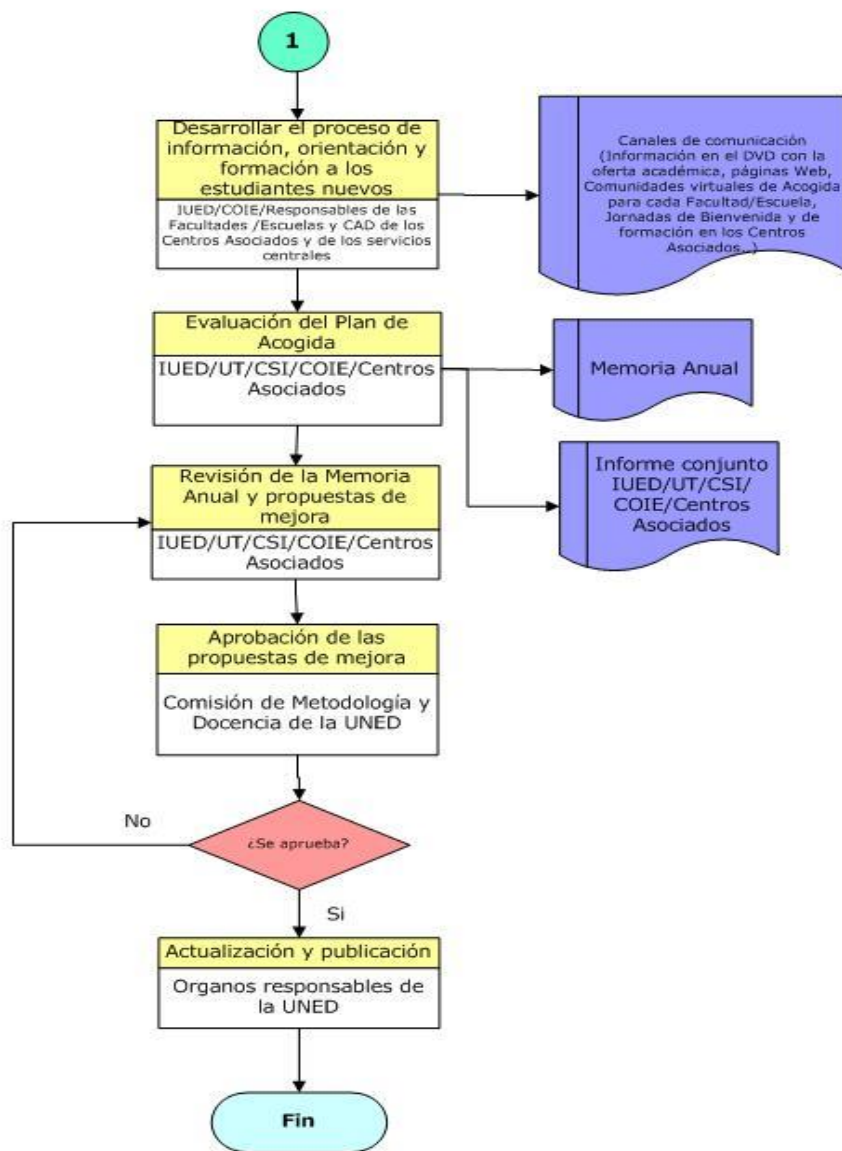 1
Desarrollar el proceso de
información, orientación y
formación a los
estudiantes nuevos
IUED/COIE/Responsables de las
Facultades /Escuelas y CAD de los
Centros Asociados y de los servicios
centrales
Canales de comunicación
(Información en el DVD con la
oferta académica, páginas Web,
Comunidades virtuales de Acogida
para cada Facultad/Escuela,
Jornadas de Bienvenida y de
formación en los Centros
Asociados…)
Evaluación del Plan de
Acogida
IUED/UT/CSI/COIE/Centros
Asociados
Memoria Anual
Informe conjunto
IUED/UT/CSI/
COIE/Centros
Asociados
Revisión de la Memoria
Anual y propuestas de
mejora
IUED/UT/CSI/COIE/Centros
Asociados
Aprobación de las
propuestas de mejora
Comisión de Metodología y
Docencia de la UNED
No
¿Se aprueba?
Si
Actualización y publicación
Organos responsables de
la UNED
Fin